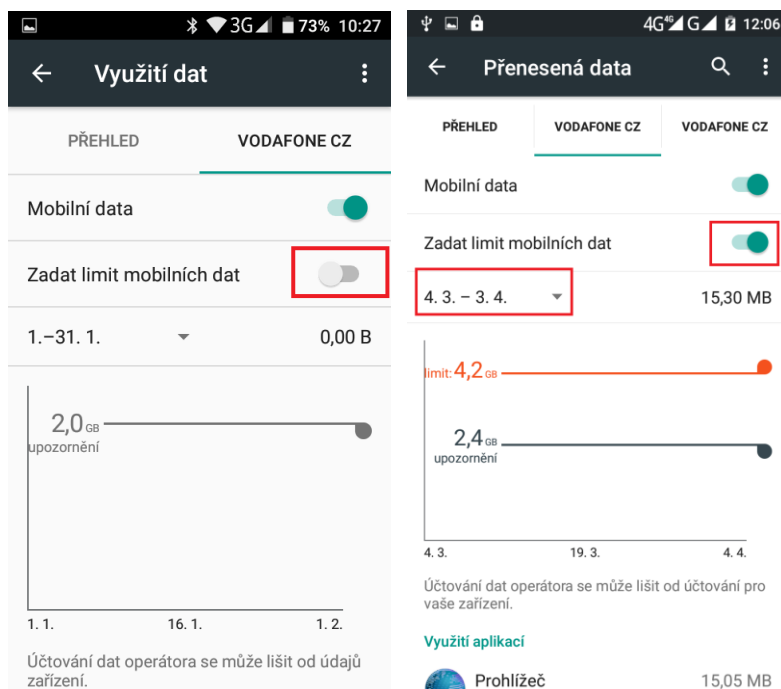 3G 73% 10:27
Využití dat
PŘEHLED VODAFONE CZ
Mobilní data
Zadat limit mobilních dat
1.–31. 1. 0,00 B
2,0 GB
upozornění
1. 1. 16. 1. 1. 2.
Účtování dat operátora se může lišit od údajů
zařízení.
4G 4G G 12:06
Přenesená data
PŘEHLED VODAFONE CZ VODAFONE CZ
Mobilní data
Zadat limit mobilních dat
4. 3. – 3. 4. 15,30 MB
limit: 4,2 GB
2,4 GB
upozornění
4. 3. 19. 3. 4. 4.
Účtování dat operátora se může lišit od účtování pro
vaše zařízení.
Využití aplikací
Prohlížeč 15,05 MB